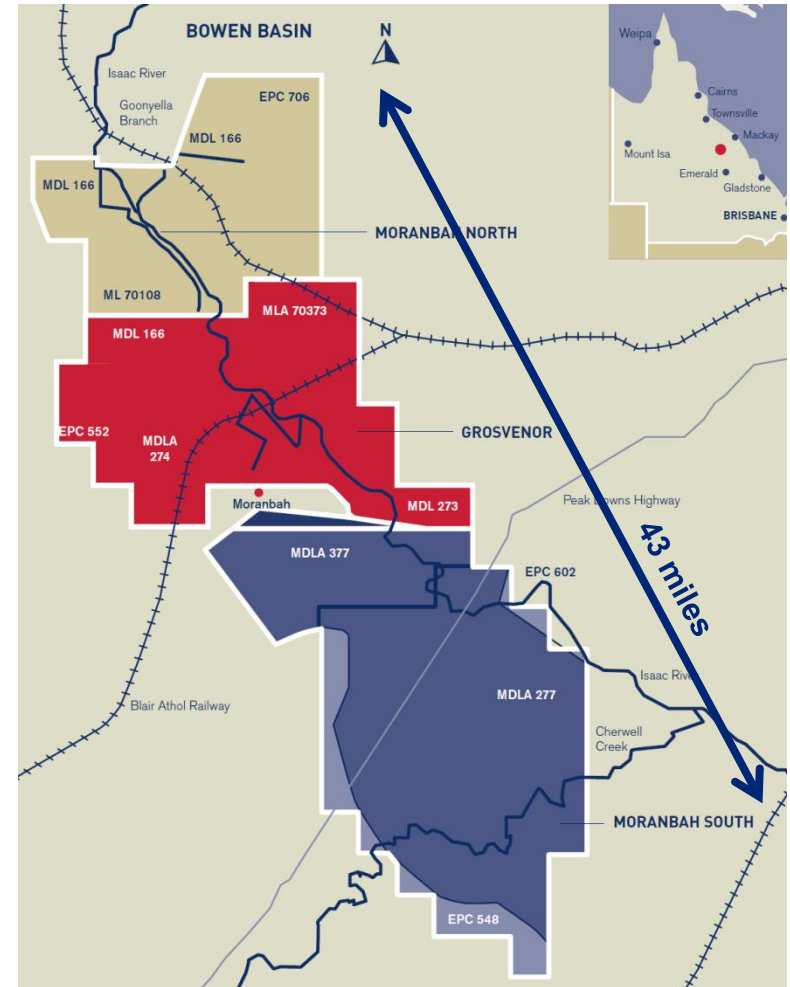 BOWEN BASIN
N
Isaac River
Goonyella
Branch
EPC 706
MDL 166
MDL 166
MORANBAH NORTH
ML 70108
MLA 70373
MDL 166
EPC 552
MDLA
274
GROSVENOR
Moranbah
MDL 273
Peak Downs Highway
MDLA 377
EPC 602
43 miles
Isaac River
MDLA 277
Blair Athol Railway
Cherwell
Creek
MORANBAH SOUTH
EPC 548
Weipa
Cairns
Townsville
Mackay
Mount Isa
Emerald
Gladstone
BRISBANE